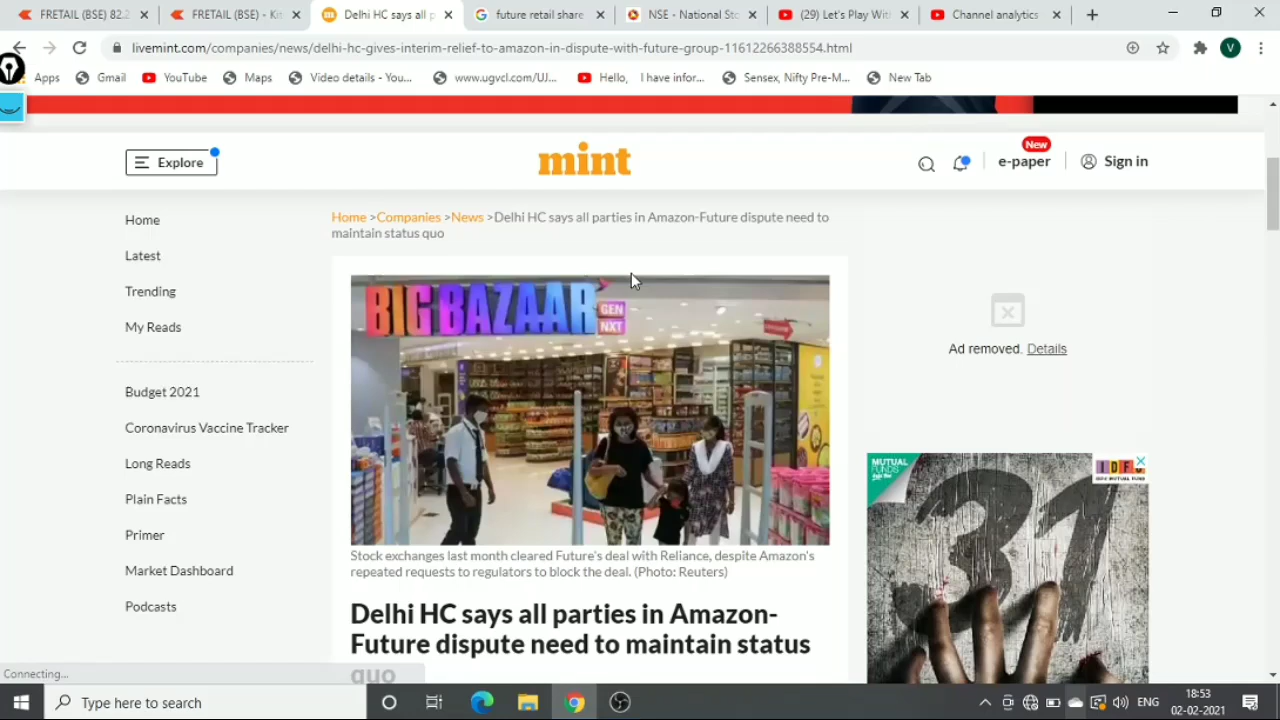 FRETAIL (BSE) 82.2
FRETAIL (BSE) - Kit
Delhi HC says all p
future retail share
NSE - National Sto
(29) Let's Play Wit
Channel analytics
livemint.com/companies/news/delhi-hc-gives-interim-relief-to-amazon-in-dispute-with-future-group-11612266388554.html
V
Apps
Gmail
YouTube
Maps
Video details - You...
www.ugvcl.com/UJ...
Hello, I have infor...
Sensex, Nifty Pre-M...
New Tab
Explore
mint
New
e-paper
Sign in
Home >Companies >News >Delhi HC says all parties in Amazon-Future dispute need to
maintain status quo
Home
Latest
Trending
My Reads
Budget 2021
Coronavirus Vaccine Tracker
Long Reads
Plain Facts
Primer
Market Dashboard
Podcasts
BIG BAZAAR
GEN
NXT
Stock exchanges last month cleared Future's deal with Reliance, despite Amazon's
repeated requests to regulators to block the deal. (Photo: Reuters)
Delhi HC says all parties in Amazon-
Future dispute need to maintain status
quo
Ad removed. Details
MUTUAL
FUNDS
IDFC
IDFC MUTUAL FUND
31
Connecting...
Type here to search
ENG
18:53
02-02-2021